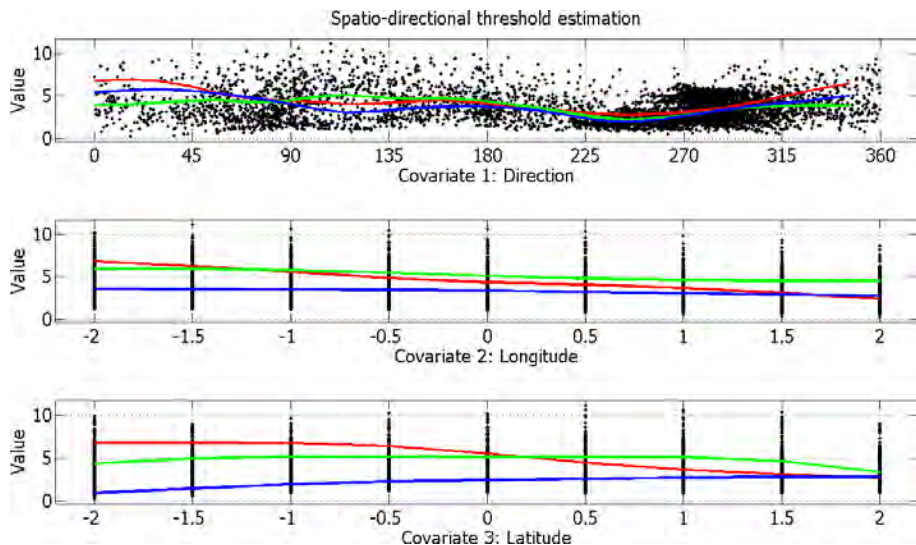 Spatio-directional threshold estimation
Value
10
5
0
0 45 90 135 180 225 270 315 360
Covariate 1: Direction
Value
10
5
0
-2 -1.5 -1 -0.5 0 0.5 1 1.5 2
Covariate 2: Longitude
Value
10
5
0
-2 -1.5 -1 -0.5 0 0.5 1 1.5 2
Covariate 3: Latitude